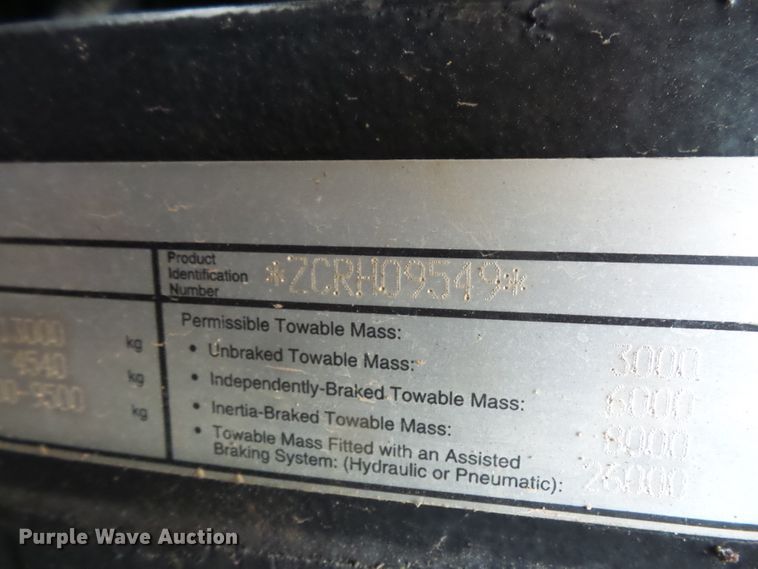 Product
Identification
Number
*ZCRH09549*
Permissible Towable Mass:
kg
• Unbraked Towable Mass: 3000
4540 kg
• Independently-Braked Towable Mass: 6000
kg
• Inertia-Braked Towable Mass: 8000
• Towable Mass Fitted with an Assisted
Braking System: (Hydraulic or Pneumatic): 26000
Purple Wave Auction